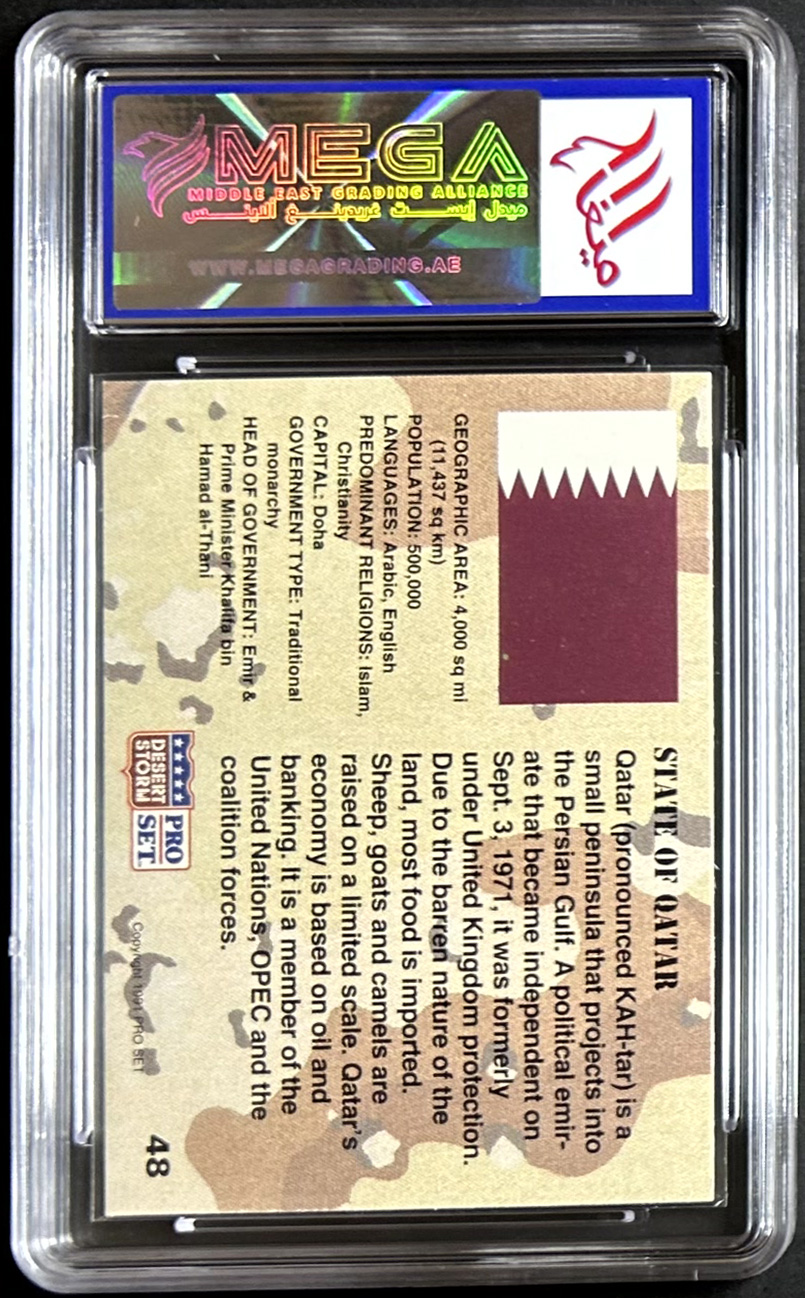 MEGA
MIDDLE EAST GRADING ALLIANCE
ميدل إيست غريدينغ ألاينس
WWW.MEGAGRADING.AE
ميغا
GEOGRAPHIC AREA: 4,000 sq mi
(11,437 sq km)
POPULATION: 500,000
LANGUAGES: Arabic, English
PREDOMINANT RELIGIONS: Islam,
Christianity
CAPITAL: Doha
GOVERNMENT TYPE: Traditional
monarchy
HEAD OF GOVERNMENT: Emir &
Prime Minister Khalifa bin
Hamad al-Thani
STATE OF QATAR
Qatar (pronounced KAH-tar) is a
small peninsula that projects into
the Persian Gulf. A political emir-
ate that became independent on
Sept. 3, 1971, it was formerly
under United Kingdom protection.
Due to the barren nature of the
land, most food is imported.
Sheep, goats and camels are
raised on a limited scale. Qatar's
economy is based on oil and
banking. It is a member of the
United Nations, OPEC and the
coalition forces.
DESERT
STORM
PRO
SET
Copyright 1991 PRO SET
48